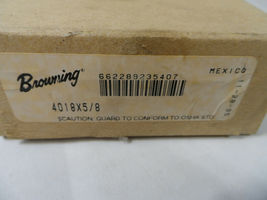 Browning
662289235407
MEXICO
4018X5/8
CAUTION: GUARD TO CONFORM TO OSHA STD